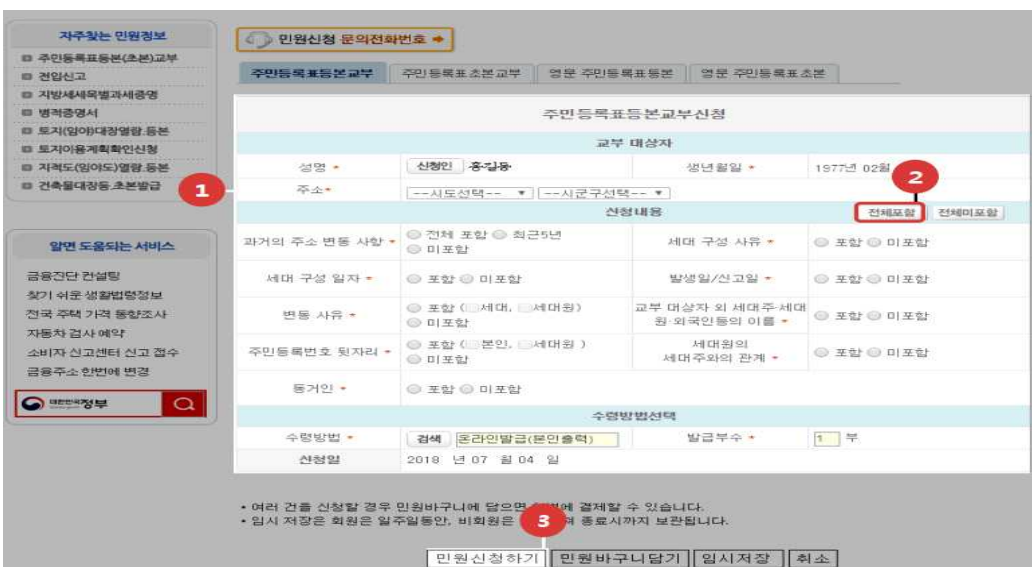 자주찾는 민원정보
주민등록표등본(초본)교부
전입신고
지방세세목별과세증명
병적증명서
토지(임야)대장열람.등본
토지이용계획확인신청
지적도(임야도)열람.등본
건축물대장등.초본발급
알면 도움되는 서비스
금융진단 컨설팅
찾기 쉬운 생활법령정보
전국 주택 가격 동향조사
자동차 검사 예약
소비자 신고센터 신고 접수
금융주소 한번에 변경
대한민국정부
민원신청 문의전화번호
주민등록표등본교부 주민등록표초본교부 영문 주민등록표등본 영문 주민등록표초본
주민등록표등본교부신청
교부 대상자
성명 * 신청인 홍길동 생년월일 * 1977년 02월
1
주소* --시도선택-- --시군구선택--
2
신청내용 전체포함 전체미포함
과거의 주소 변동 사항 * 전체 포함 최근5년 미포함 세대 구성 사유 * 포함 미포함
세대 구성 일자 * 포함 미포함 발생일/신고일 * 포함 미포함
변동 사유 * 포함 (세대, 세대원) 미포함 교부 대상자 외 세대주·세대원·외국인등의 이름 * 포함 미포함
주민등록번호 뒷자리 * 포함 (본인, 세대원 ) 미포함 세대원의 세대주와의 관계 * 포함 미포함
동거인 * 포함 미포함
수령방법선택
수령방법 * 검색 온라인발급(본인출력) 발급부수 * 1 부
신청일 2018 년 07 월 04 일
• 여러 건을 신청할 경우 민원바구니에 담으면 에 결제할 수 있습니다.
• 임시 저장은 회원은 일주일동안, 비회원은 종료시까지 보관됩니다.
3
민원신청하기 민원바구니담기 임시저장 취소